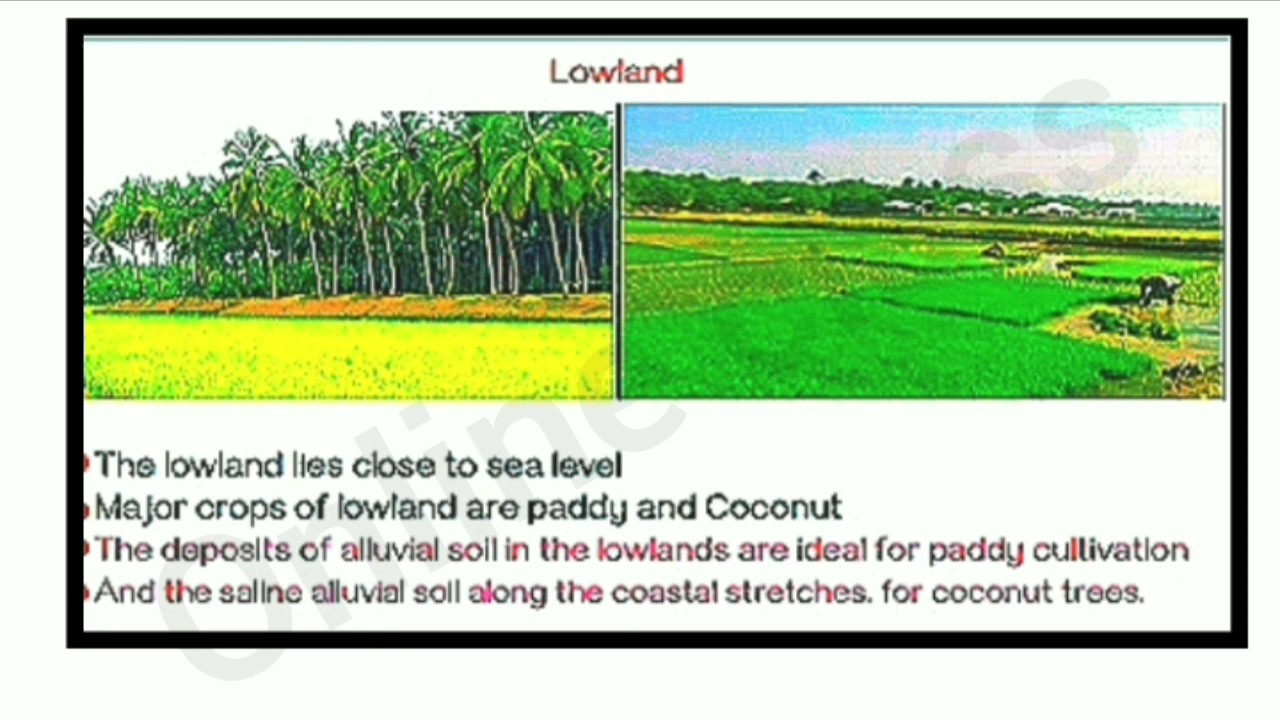 Lowland
The lowland lies close to sea level
Major crops of lowland are paddy and Coconut
The deposits of alluvial soil in the lowlands are ideal for paddy cultivation
And the saline alluvial soil along the coastal stretches. for coconut trees.
Online